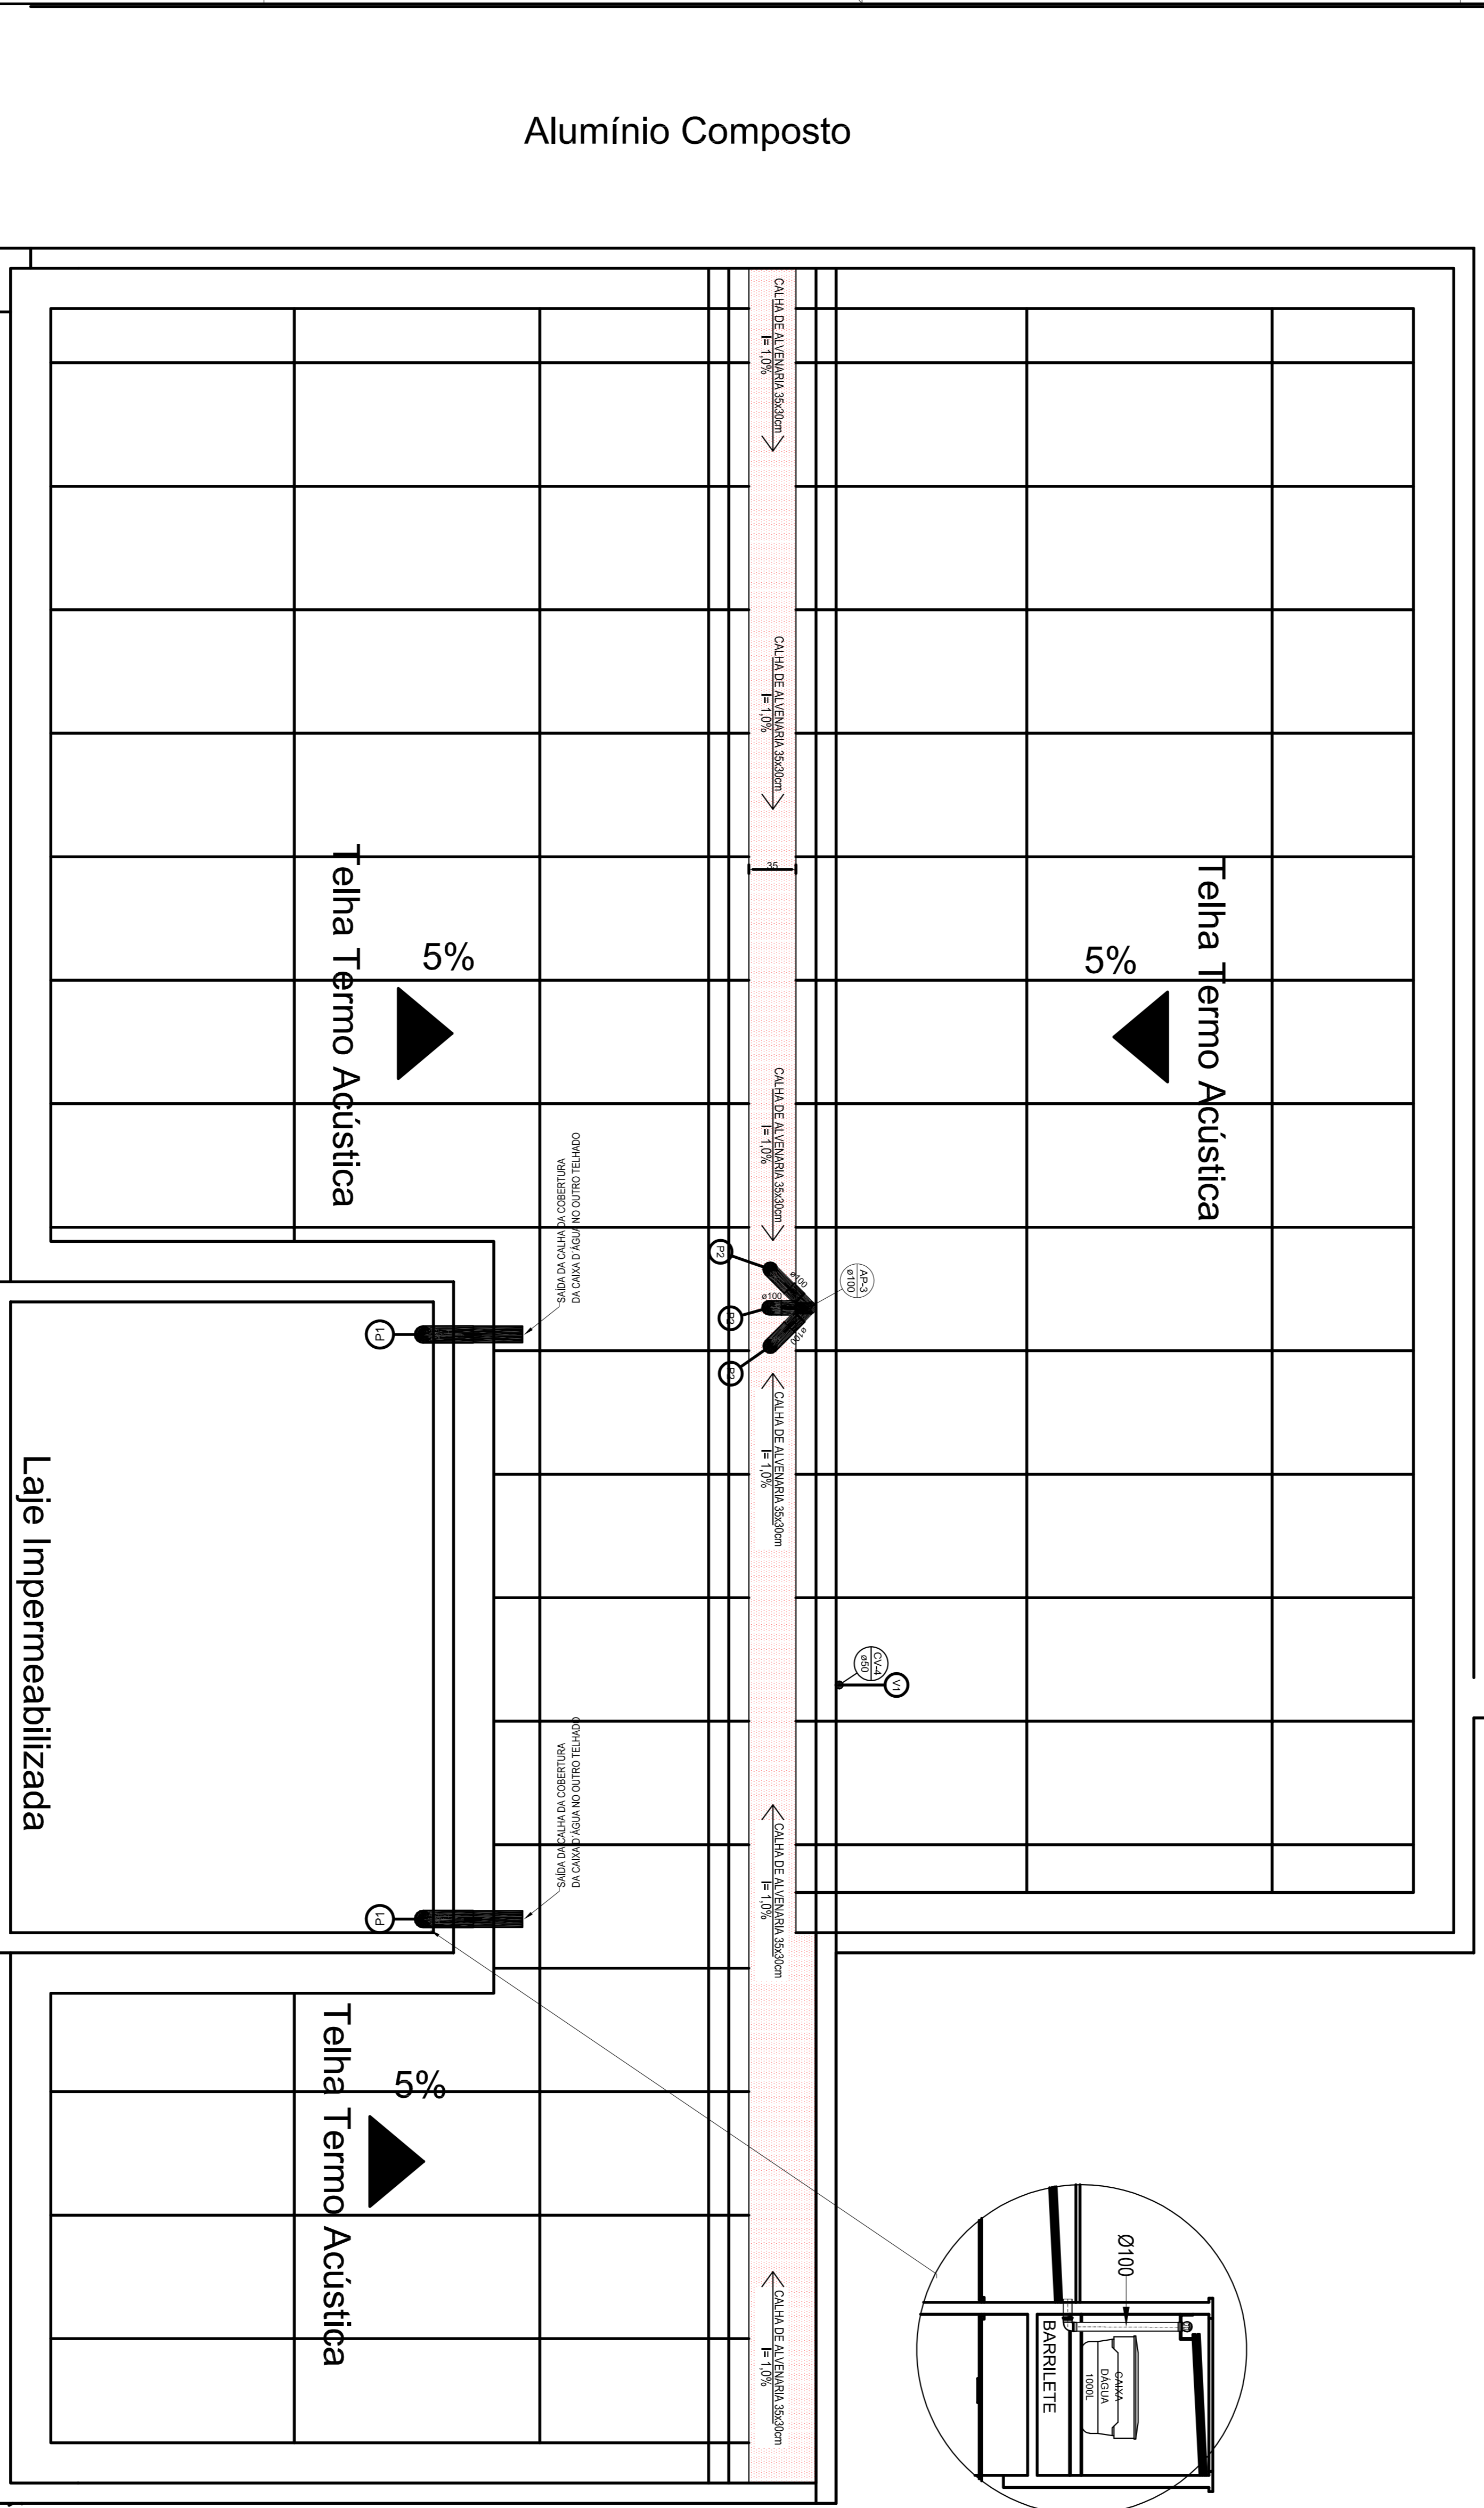 Alumínio Composto
CALHA DE ALVENARIA 35x30cm
I= 1,0%
CALHA DE ALVENARIA 35x30cm
I= 1,0%
35
Telha Termo Acústica
5%
Telha Termo Acústica
5%
CALHA DE ALVENARIA 35x30cm
I= 1,0%
SAÍDA DA CALHA DA COBERTURA
DA CAIXA D'ÁGUA NO OUTRO TELHADO
P2
ø100
AP-3
ø100
ø100
P2
ø100
P2
P1
CALHA DE ALVENARIA 35x30cm
I= 1,0%
Laje Impermeabilizada
CV-4
ø50
V1
SAÍDA DA CALHA DA COBERTURA
DA CAIXA D'ÁGUA NO OUTRO TELHADO
P1
CALHA DE ALVENARIA 35x30cm
I= 1,0%
Telha Termo Acústica
5%
CALHA DE ALVENARIA 35x30cm
I= 1,0%
Ø100
BARRILETE
CAIXA
DÁGUA
1000L